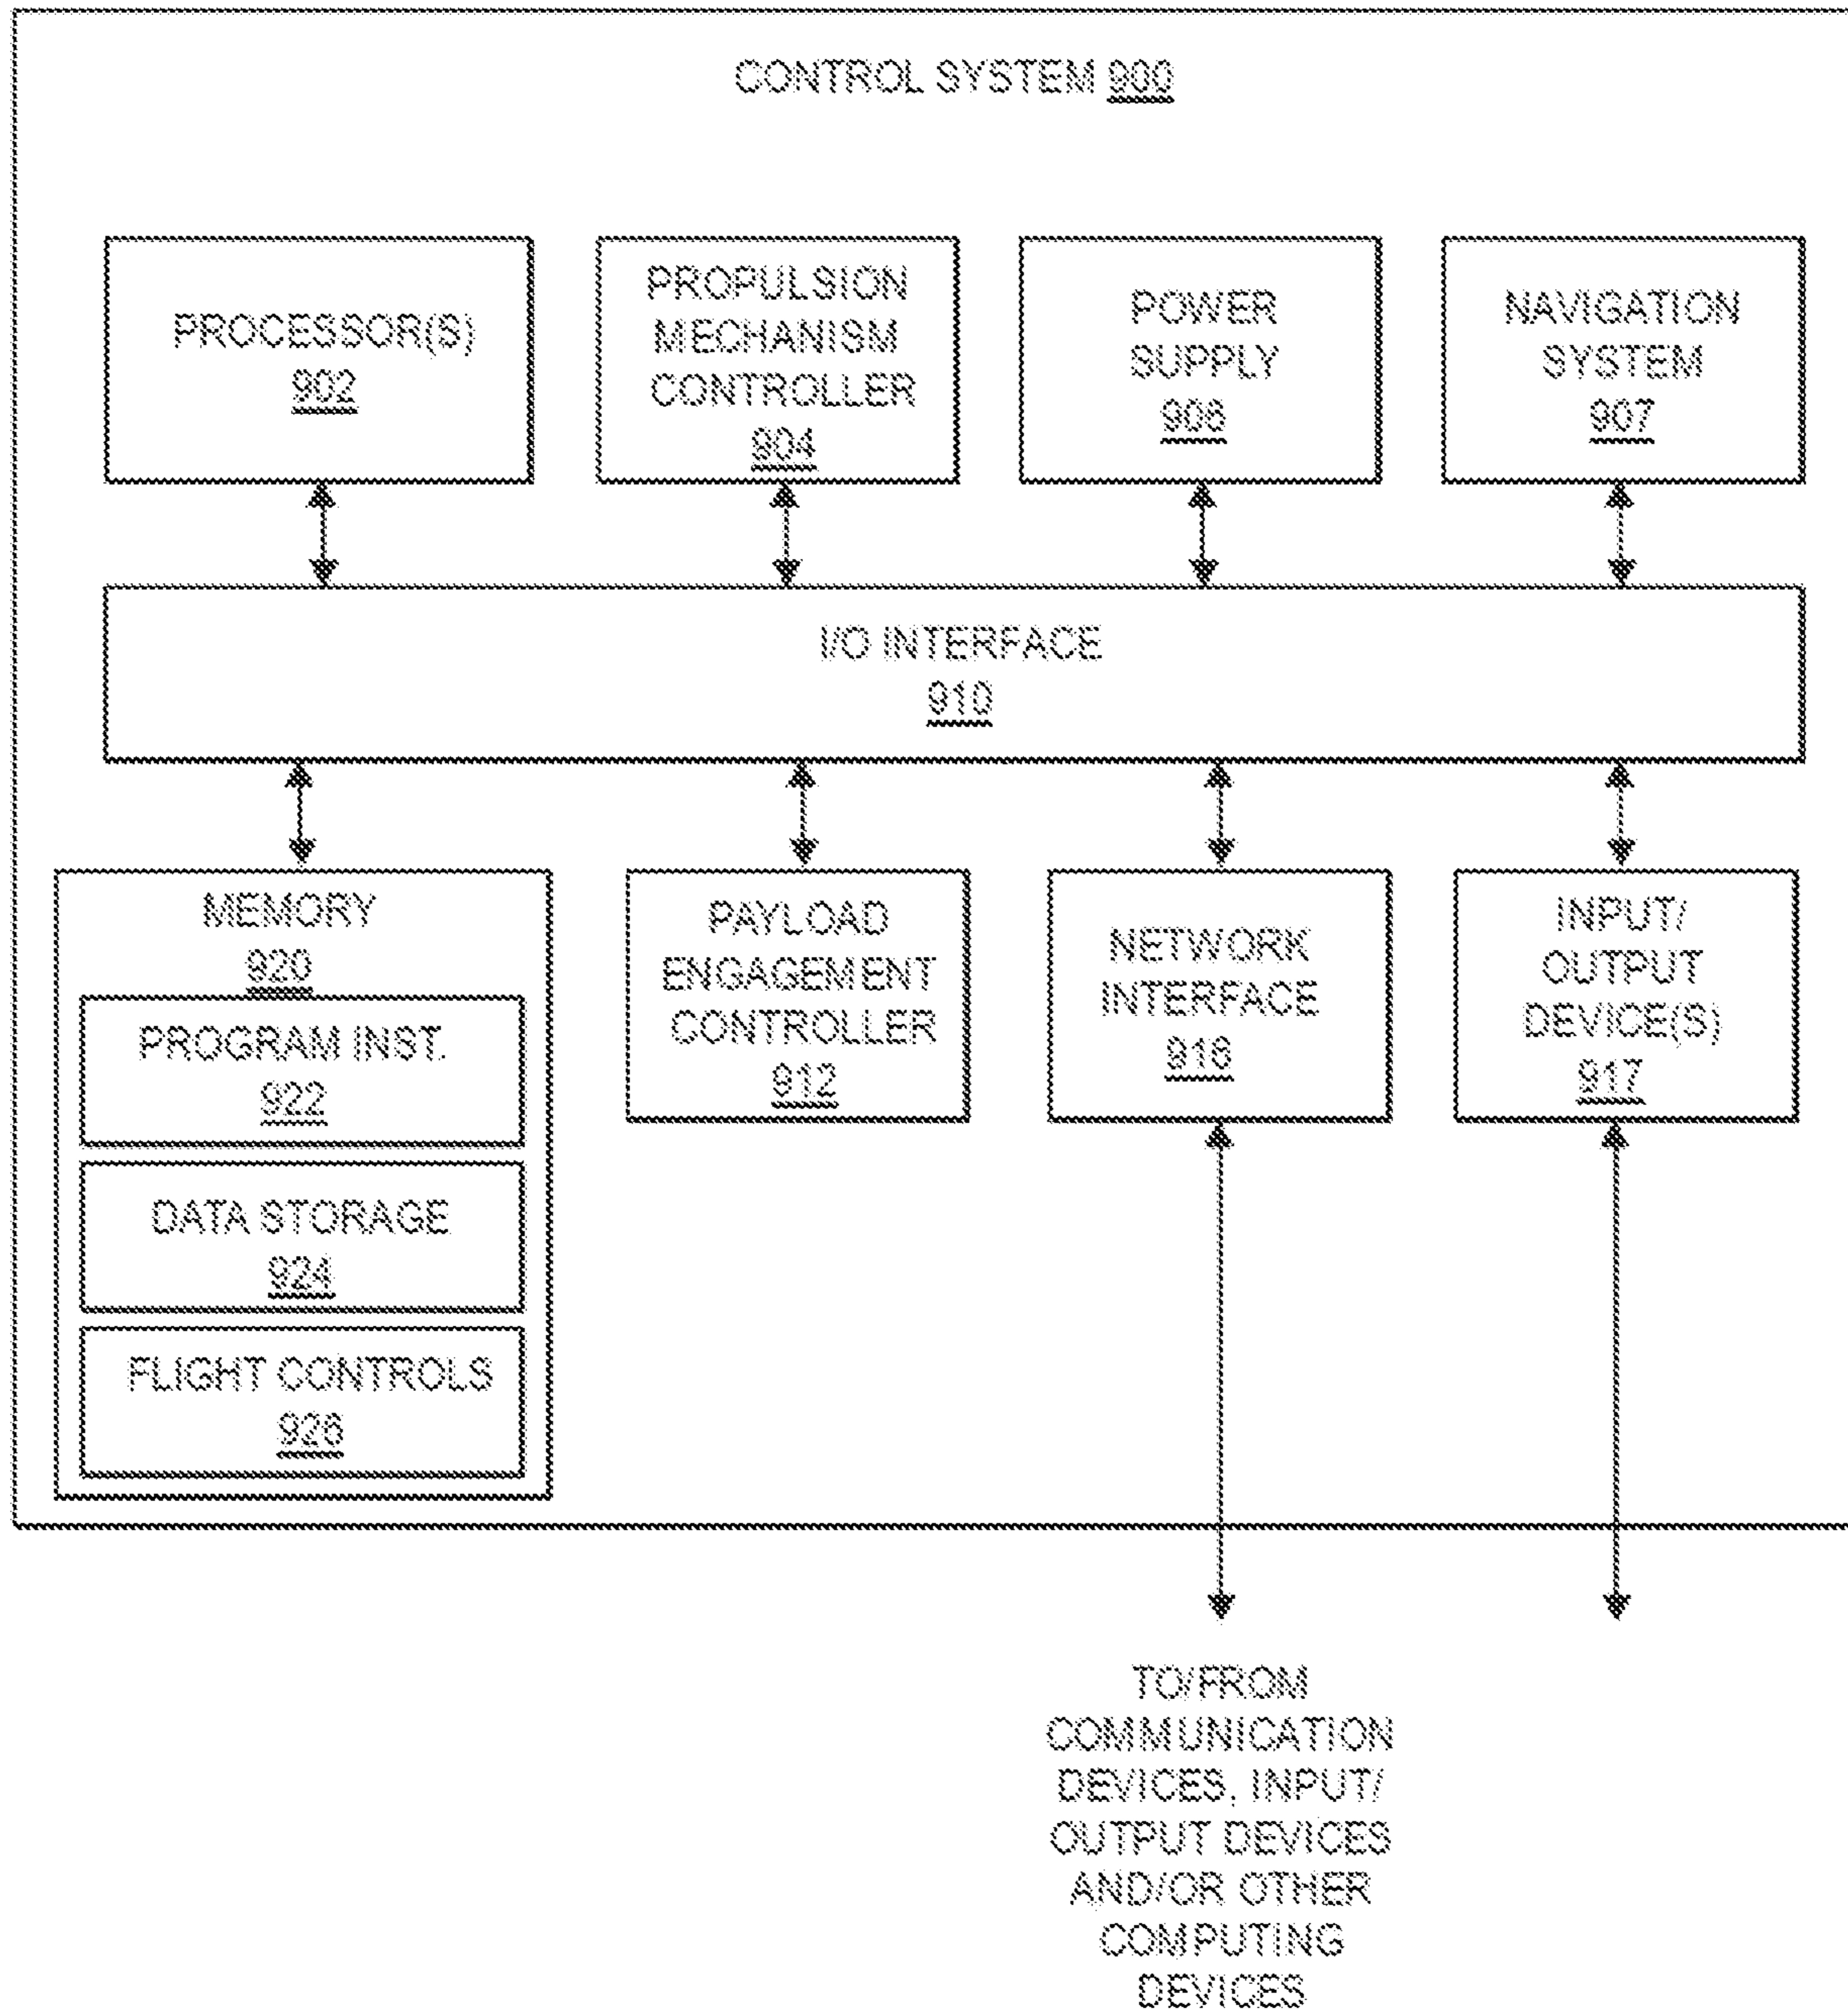 CONTROL SYSTEM 900
PROCESSOR(S)
902
PROPULSION
MECHANISM
CONTROLLER
904
POWER
SUPPLY
906
NAVIGATION
SYSTEM
907
I/O INTERFACE
910
MEMORY
920
PROGRAM INST.
922
DATA STORAGE
924
FLIGHT CONTROLS
926
PAYLOAD
ENGAGEMENT
CONTROLLER
912
NETWORK
INTERFACE
916
INPUT/
OUTPUT
DEVICE(S)
917
TO/FROM
COMMUNICATION
DEVICES, INPUT/
OUTPUT DEVICES
AND/OR OTHER
COMPUTING
DEVICES